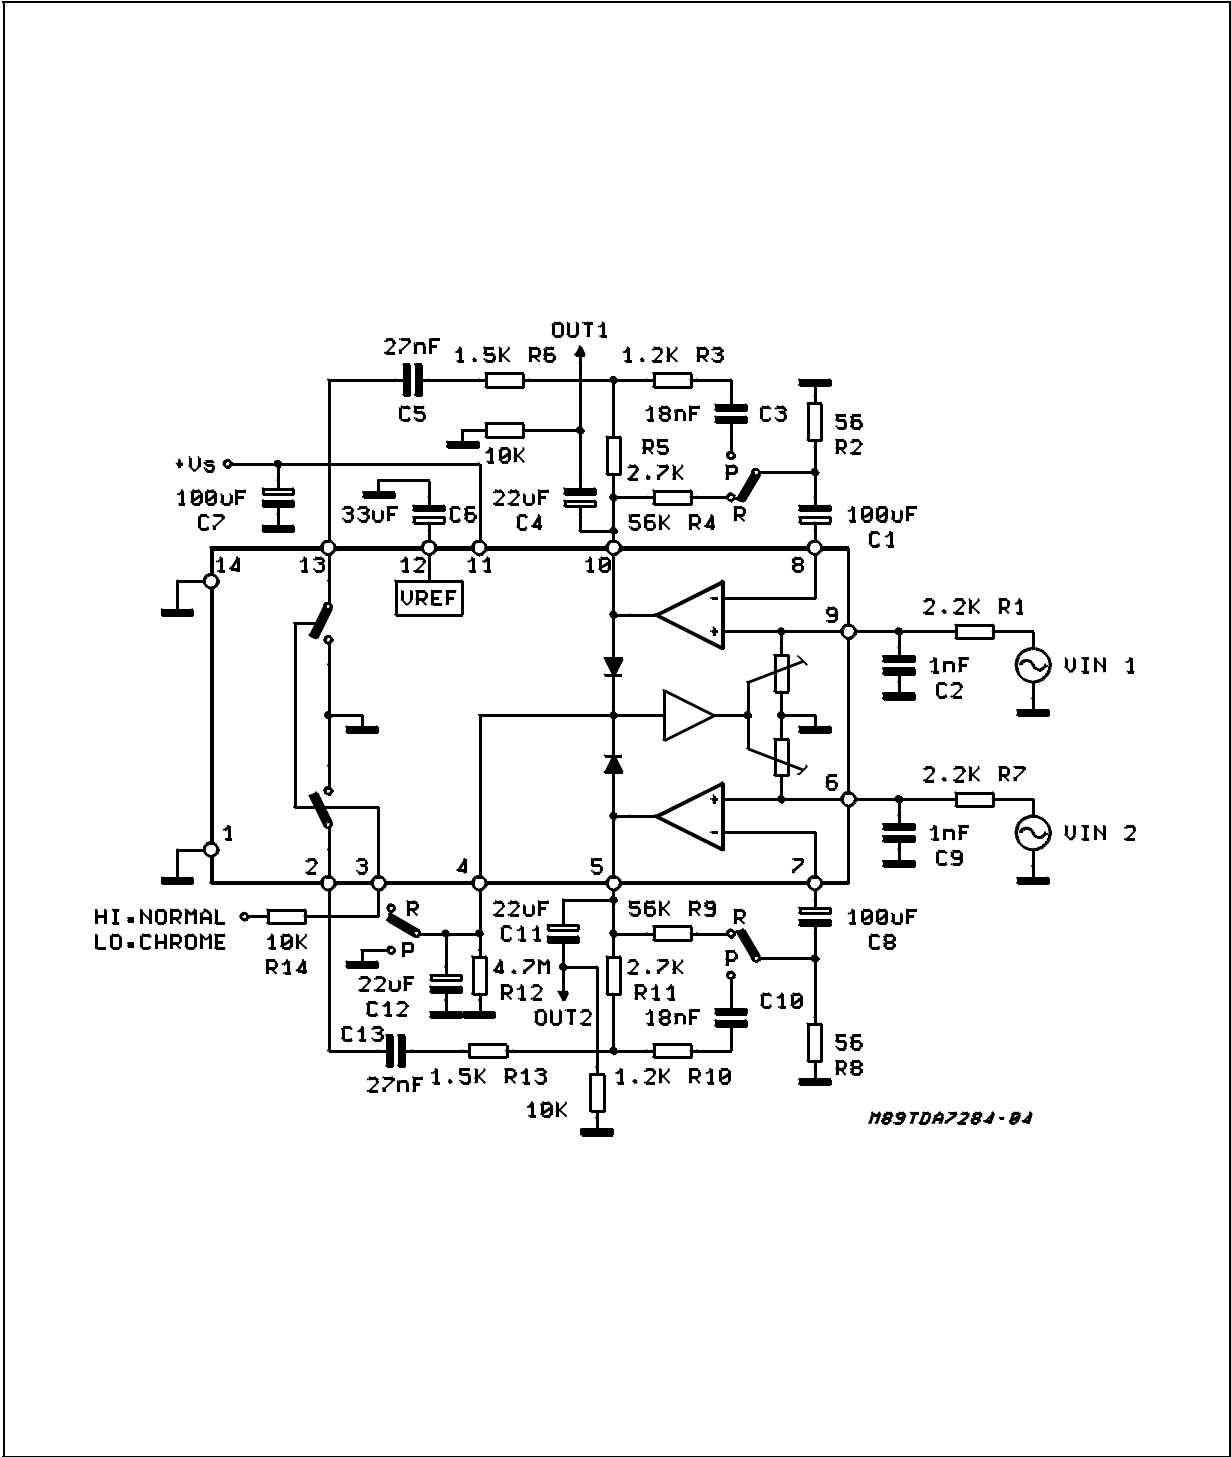 OUT1
27nF
1.5K R6
1.2K R3
C5
18nF
C3
56
R2
10K
R5
2.7K
P
+Vs
100uF
C7
33uF
C6
22uF
C4
56K R4
R
100uF
C1
14
13
12
11
10
8
VREF
-
+
9
2.2K R1
1nF
C2
VIN 1
6
2.2K R7
+
-
1nF
C9
VIN 2
1
2
3
4
5
7
HI=NORMAL
LO=CHROME
10K
R14
R
P
22uF
C11
56K R9
R
P
100uF
C8
22uF
C12
4.7M
R12
2.7K
R11
C10
OUT2
18nF
C13
27nF
1.5K R13
1.2K R10
56
R8
10K
M89TDA7284-04